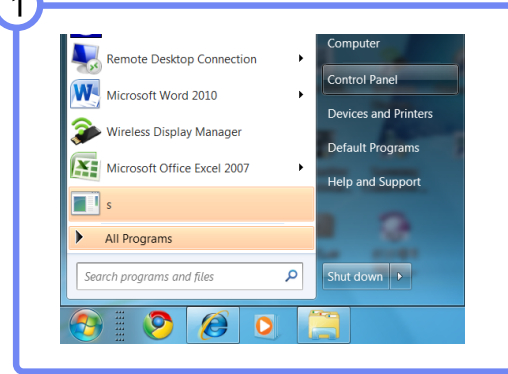 1
Remote Desktop Connection
Microsoft Word 2010
Wireless Display Manager
Microsoft Office Excel 2007
s
All Programs
Search programs and files
Computer
Control Panel
Devices and Printers
Default Programs
Help and Support
Shut down